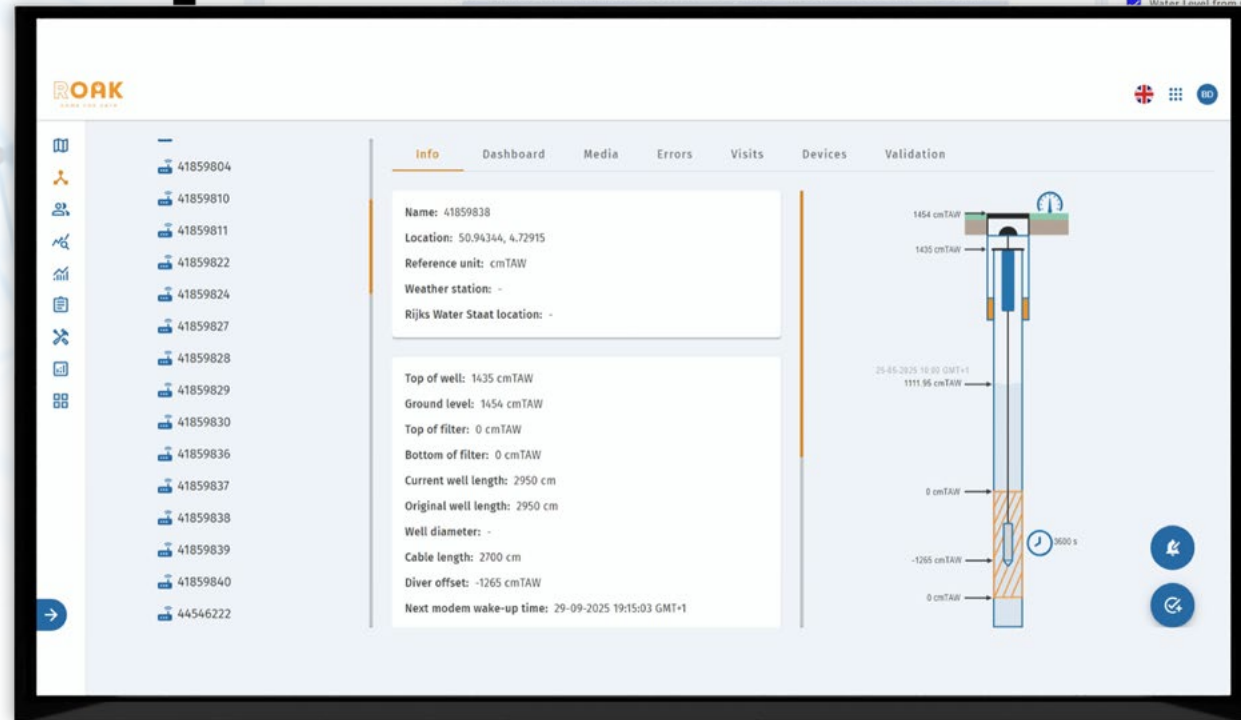 Water Level from
ROAK
BD
41859804
41859810
41859811
41859822
41859824
41859827
41859828
41859829
41859830
41859836
41859837
41859838
41859839
41859840
44546222
Info Dashboard Media Errors Visits Devices Validation
Name: 41859838
Location: 50.94344, 4.72915
Reference unit: cmTAW
Weather station: -
Rijks Water Staat location: -
Top of well: 1435 cmTAW
Ground level: 1454 cmTAW
Top of filter: 0 cmTAW
Bottom of filter: 0 cmTAW
Current well length: 2950 cm
Original well length: 2950 cm
Well diameter: -
Cable length: 2700 cm
Diver offset: -1265 cmTAW
Next modem wake-up time: 29-09-2025 19:15:03 GMT+1
1454 cmTAW
1435 cmTAW
1111.95 cmTAW
0 cmTAW
3600 s
-1265 cmTAW
0 cmTAW